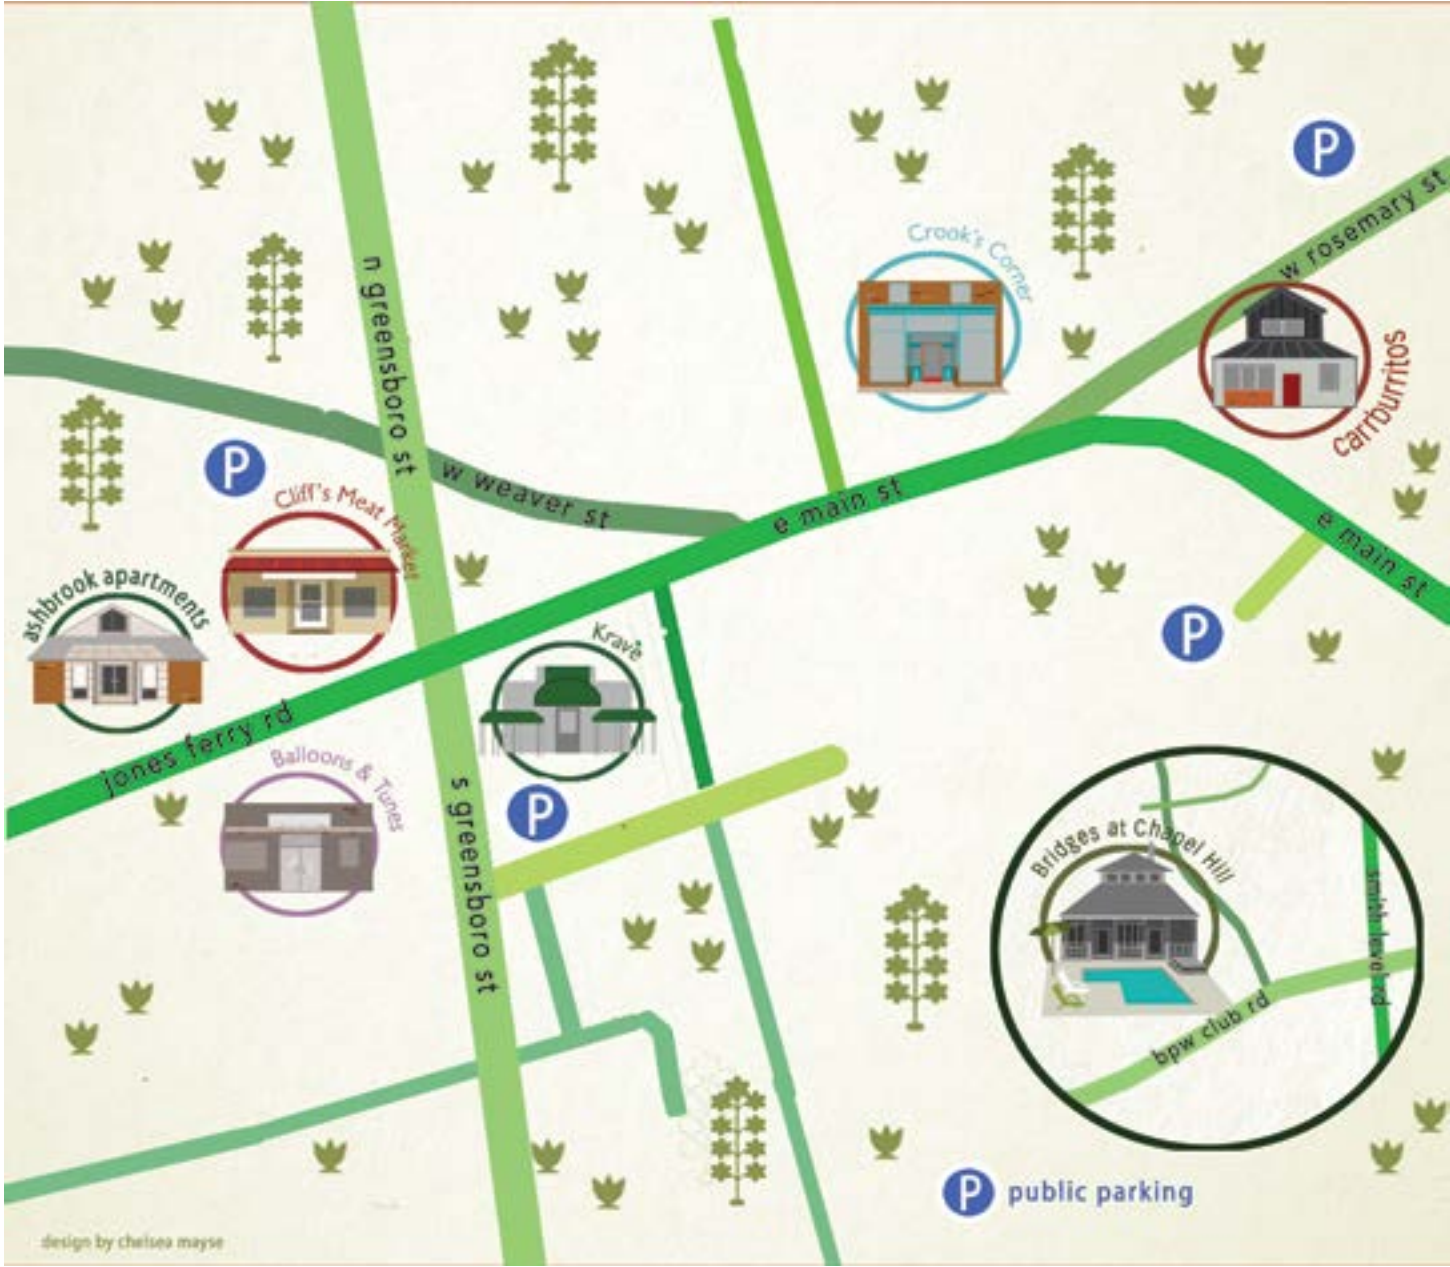 P
w rosemary st
Crook's Corner
n greensboro st
carrburritos
P
w weaver st
e main st
Cliff's Meat Market
e main st
ashbrook apartments
P
Kravè
jones ferry rd
Balloons & Tunes
P
s greensboro st
Bridges at Chapel Hill
smith level rd
bpw club rd
P public parking
design by chelsea mayse